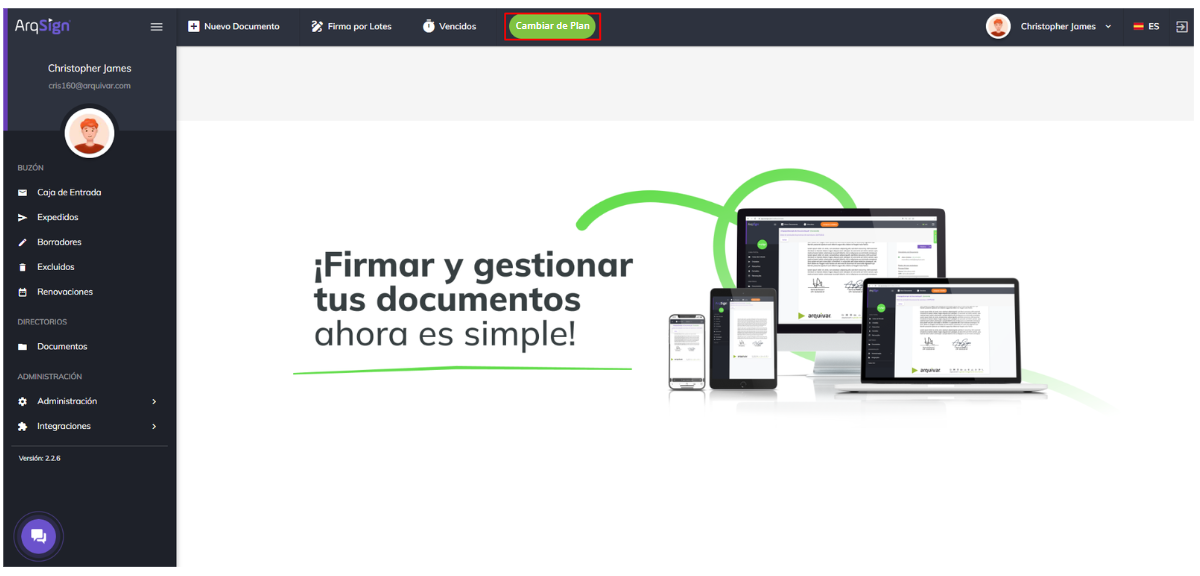 ArqSign
Nuevo Documento
Firma por Lotes
Vencidos
Cambiar de Plan
Christopher James
ES
Christopher James
cris160@arquivar.com
BUZÓN
Caja de Entrada
Expedidos
Borradores
Excluidos
Renovaciones
DIRECTORIOS
Documentos
ADMINISTRACIÓN
Administración
Integraciones
Versión: 2.2.6
¡Firmar y gestionar
tus documentos
ahora es simple!
arquivar
arquivar